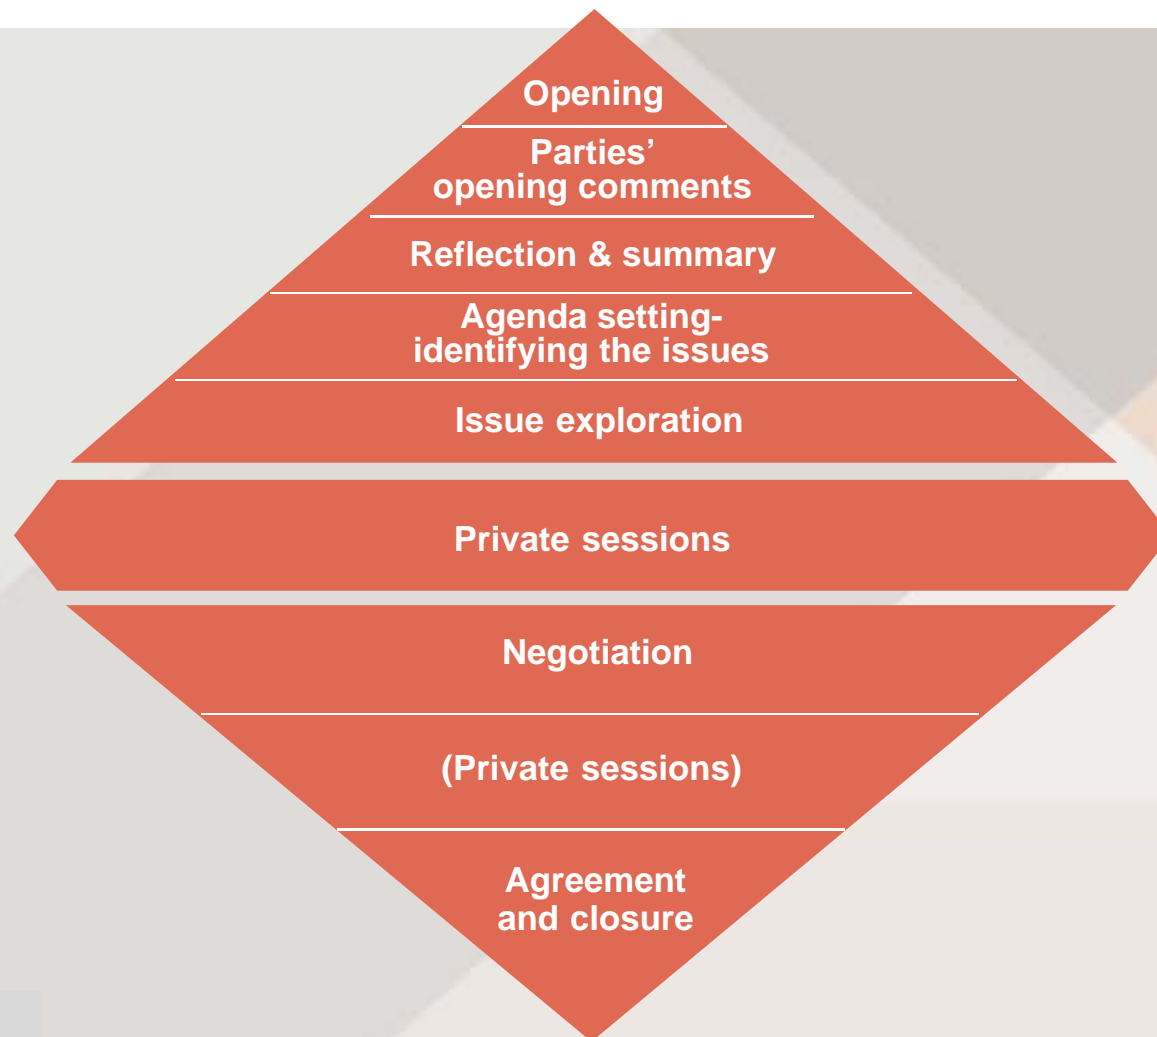 Opening
Parties’
opening comments
Reflection & summary
Agenda setting-
identifying the issues
Issue exploration
Private sessions
Negotiation
(Private sessions)
Agreement
and closure